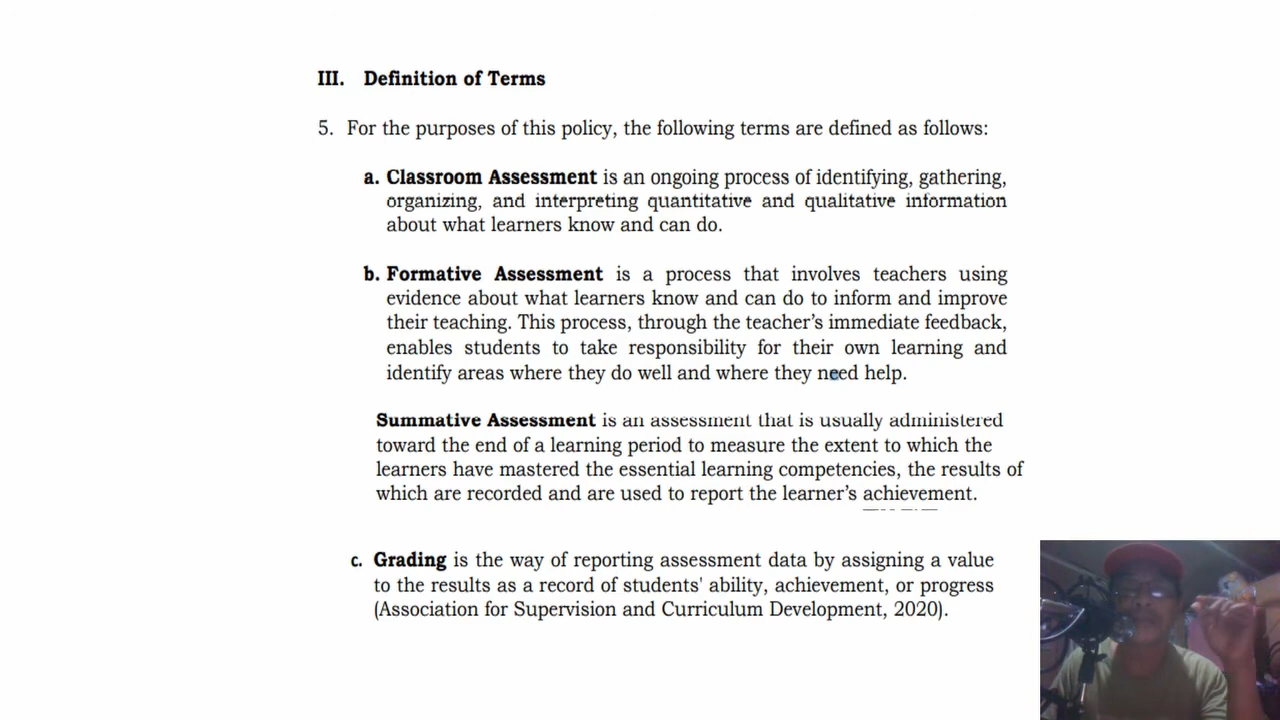 III. Definition of Terms
5. For the purposes of this policy, the following terms are defined as follows:
a. Classroom Assessment is an ongoing process of identifying, gathering,
organizing, and interpreting quantitative and qualitative information
about what learners know and can do.
b. Formative Assessment is a process that involves teachers using
evidence about what learners know and can do to inform and improve
their teaching. This process, through the teacher's immediate feedback,
enables students to take responsibility for their own learning and
identify areas where they do well and where they need help.
Summative Assessment is an assessment that is usually administered
toward the end of a learning period to measure the extent to which the
learners have mastered the essential learning competencies, the results of
which are recorded and are used to report the learner's achievement.
c. Grading is the way of reporting assessment data by assigning a value
to the results as a record of students' ability, achievement, or progress
(Association for Supervision and Curriculum Development, 2020).